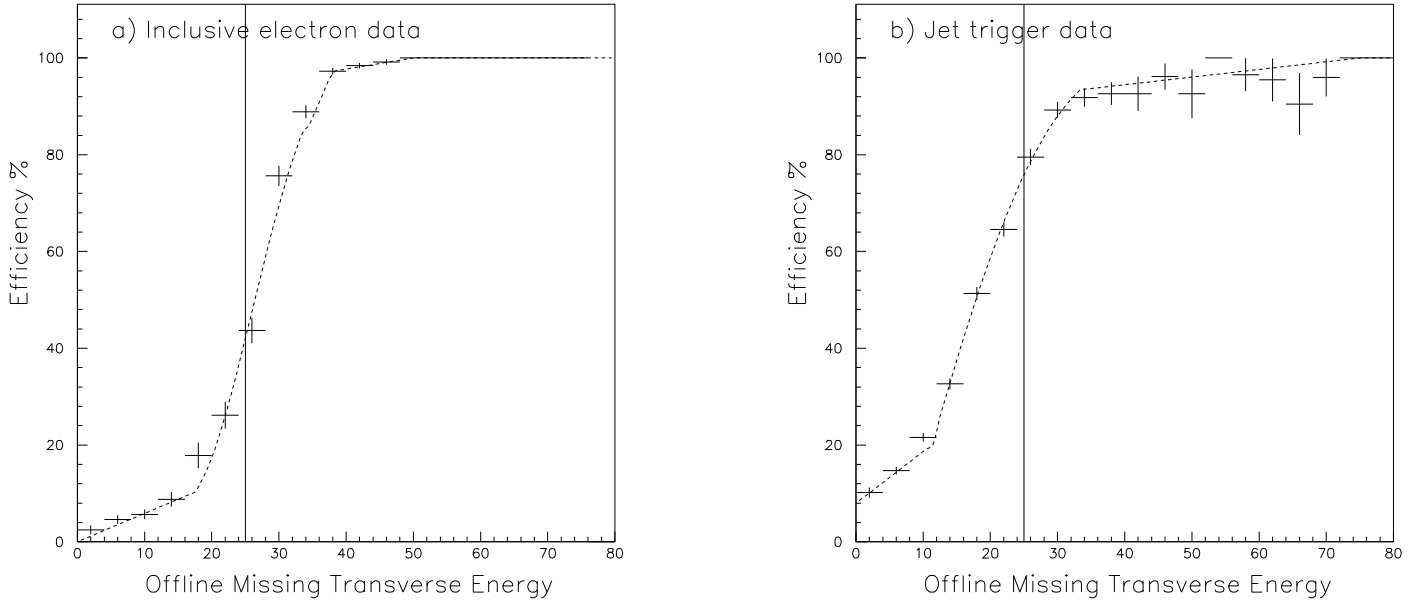 a) Inclusive electron data
100
80
60
40
20
0
Efficiency %
0 10 20 30 40 50 60 70 80
Offline Missing Transverse Energy
b) Jet trigger data
100
80
60
40
20
0
Efficiency %
0 10 20 30 40 50 60 70 80
Offline Missing Transverse Energy